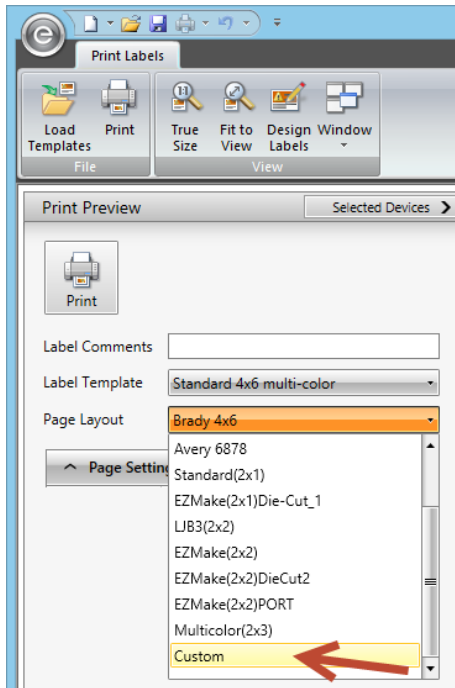 e
Print Labels
Load Templates
Print
True Size
Fit to View
Design Labels
Window
File
View
Print Preview
Selected Devices
Print
Label Comments
Label Template
Standard 4x6 multi-color
Page Layout
Brady 4x6
Avery 6878
Page Settin
Standard(2x1)
EZMake(2x1)Die-Cut_1
LJB3(2x2)
EZMake(2x2)
EZMake(2x2)DieCut2
EZMake(2x2)PORT
Multicolor(2x3)
Custom